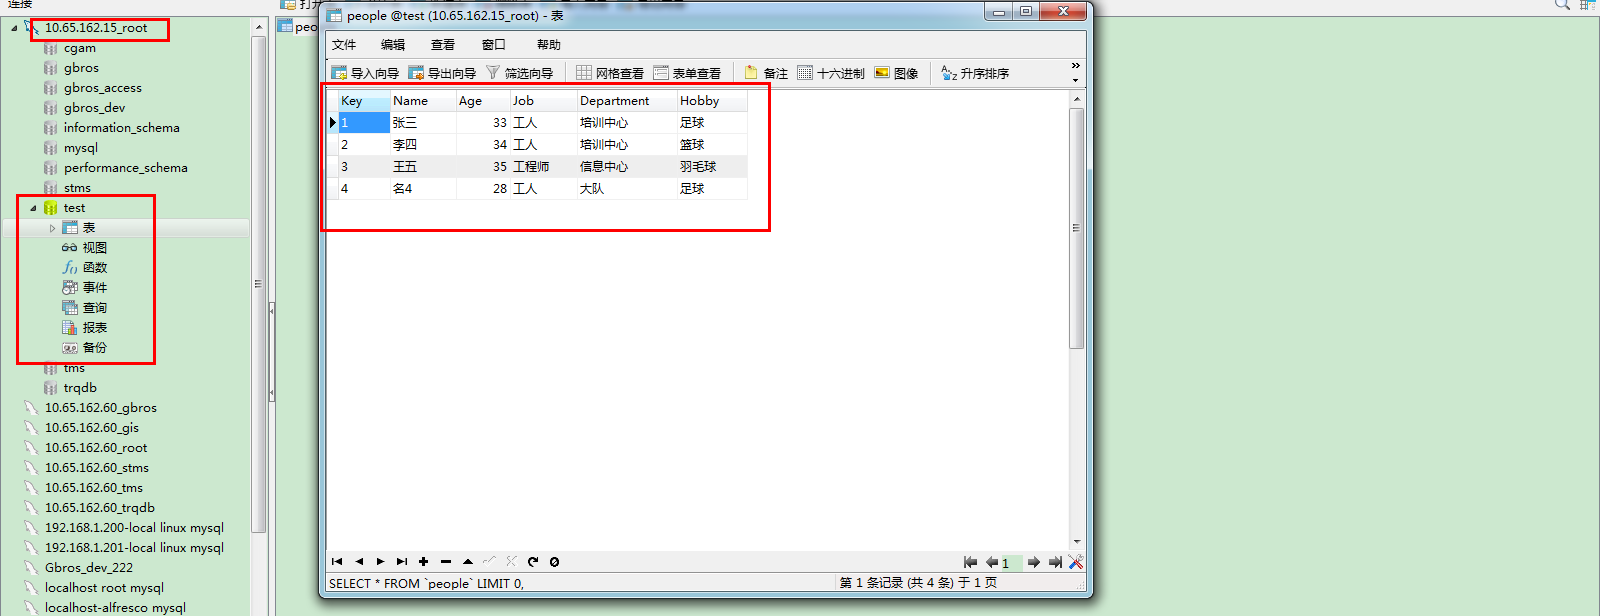 连接
10.65.162.15_root
cgam
gbros
gbros_access
gbros_dev
information_schema
mysql
performance_schema
stms
test
表
视图
函数
事件
查询
报表
备份
tms
trqdb
10.65.162.60_gbros
10.65.162.60_gis
10.65.162.60_root
10.65.162.60_stms
10.65.162.60_tms
10.65.162.60_trqdb
192.168.1.200-local linux mysql
192.168.1.201-local linux mysql
Gbros_dev_222
localhost root mysql
localhost-alfresco mysql
people @test (10.65.162.15_root) - 表
文件 编辑 查看 窗口 帮助
导入向导 导出向导 筛选向导 网格查看 表单查看 备注 十六进制 图像 升序排序
Key Name Age Job Department Hobby
1 张三 33 工人 培训中心 足球
2 李四 34 工人 培训中心 篮球
3 王五 35 工程师 信息中心 羽毛球
4 名4 28 工人 大队 足球
1
SELECT * FROM `people` LIMIT 0, 第 1 条记录 (共 4 条) 于 1 页